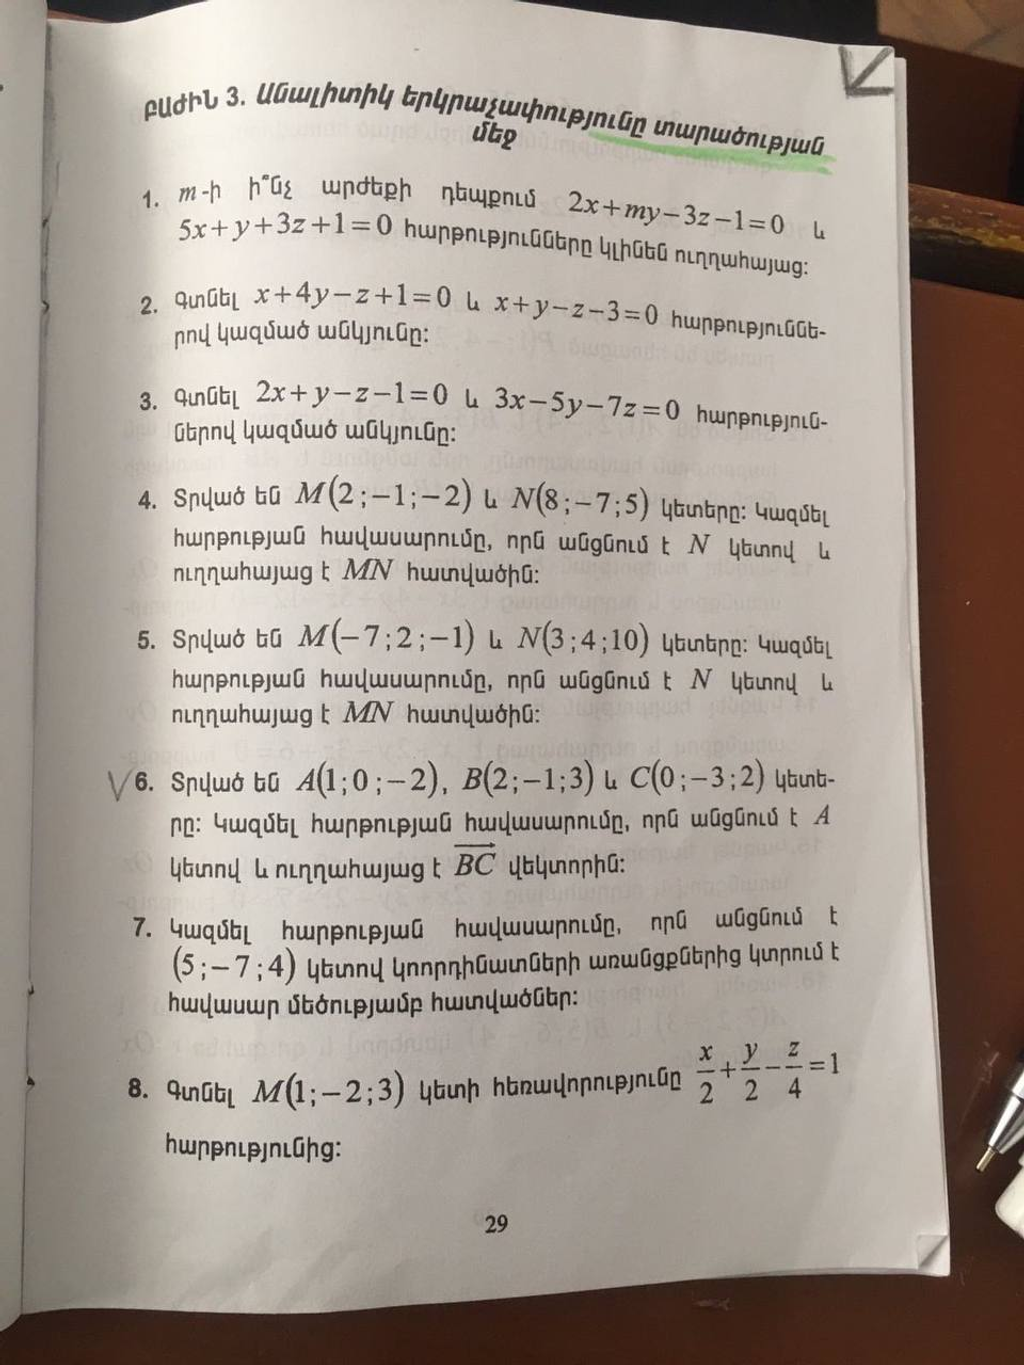 ԲԱԺԻՆ 3. Անալիտիկ երկրաչափությունը տարածության
մեջ
1. m-ի ի՞նչ արժեքի դեպքում 2x+my−3z−1=0 և
5x+y+3z+1=0 հարթությունները կլինեն ուղղահայաց:
2. Գտնել x+4y−z+1=0 և x+y−z−3=0 հարթություննե-
րով կազմած անկյունը:
3. Գտնել 2x+y−z−1=0 և 3x−5y−7z=0 հարթություն-
ներով կազմած անկյունը:
4. Տրված են M(2;−1;−2) և N(8;−7;5) կետերը: Կազմել
հարթության հավասարումը, որն անցնում է N կետով և
ուղղահայաց է MN հատվածին:
5. Տրված են M(−7;2;−1) և N(3;4;10) կետերը: Կազմել
հարթության հավասարումը, որն անցնում է N կետով և
ուղղահայաց է MN հատվածին:
6. Տրված են A(1;0;−2), B(2;−1;3) և C(0;−3;2) կետե-
րը: Կազմել հարթության հավասարումը, որն անցնում է A
կետով և ուղղահայաց է BC վեկտորին:
7. Կազմել հարթության հավասարումը, որն անցնում է
(5;−7;4) կետով կոորդինատների առանցքներից կտրում է
հավասար մեծությամբ հատվածներ:
8. Գտնել M(1;−2;3) կետի հեռավորությունը x/2+y/2−z/4=1
հարթությունից:
29